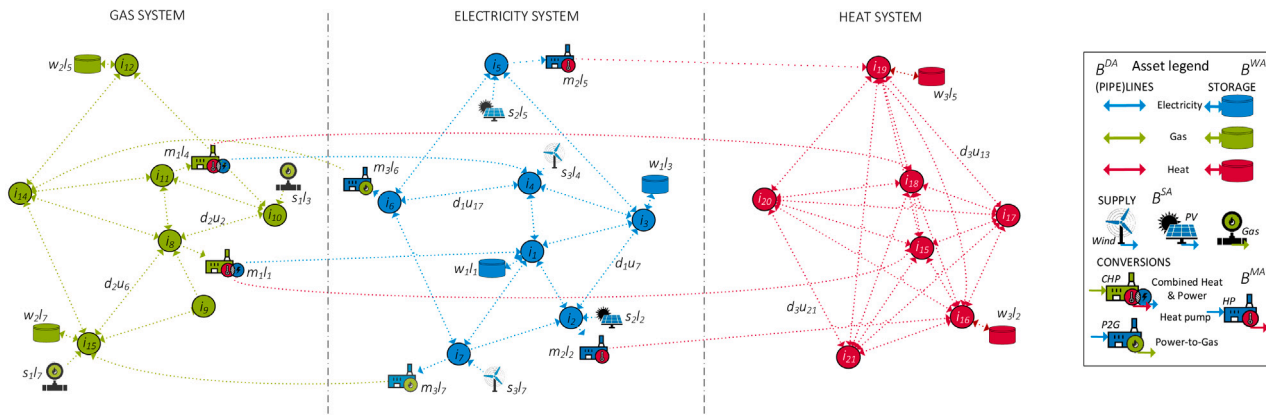 GAS SYSTEM
ELECTRICITY SYSTEM
HEAT SYSTEM
w₂l₅
i₁₂
m₁l₄
i₁₁
s₁l₃
i₁₄
i₁₀
d₂u₂
i₈
m₁l₁
d₂u₆
i₉
w₂l₇
i₁₅
s₁l₇
i₅
m₂l₅
s₂l₅
s₃l₄
w₁l₃
m₃l₆
i₄
i₆
d₁u₁₇
i₃
i₁
w₁l₁
d₁u₇
i₂
s₂l₂
m₂l₂
i₇
m₃l₇
s₃l₇
i₁₉
w₃l₅
d₃u₁₃
i₁₈
i₂₀
i₁₇
i₁₅
d₃u₂₁
i₁₆
w₃l₂
i₂₁
Bᴰᴬ Asset legend Bᵂᴬ
(PIPE)LINES STORAGE
Electricity
Gas
Heat
SUPPLY Bˢᴬ
Wind PV Gas
CONVERSIONS Bᴹᴬ
CHP Combined Heat
& Power
HP
Heat pump
P2G
Power-to-Gas